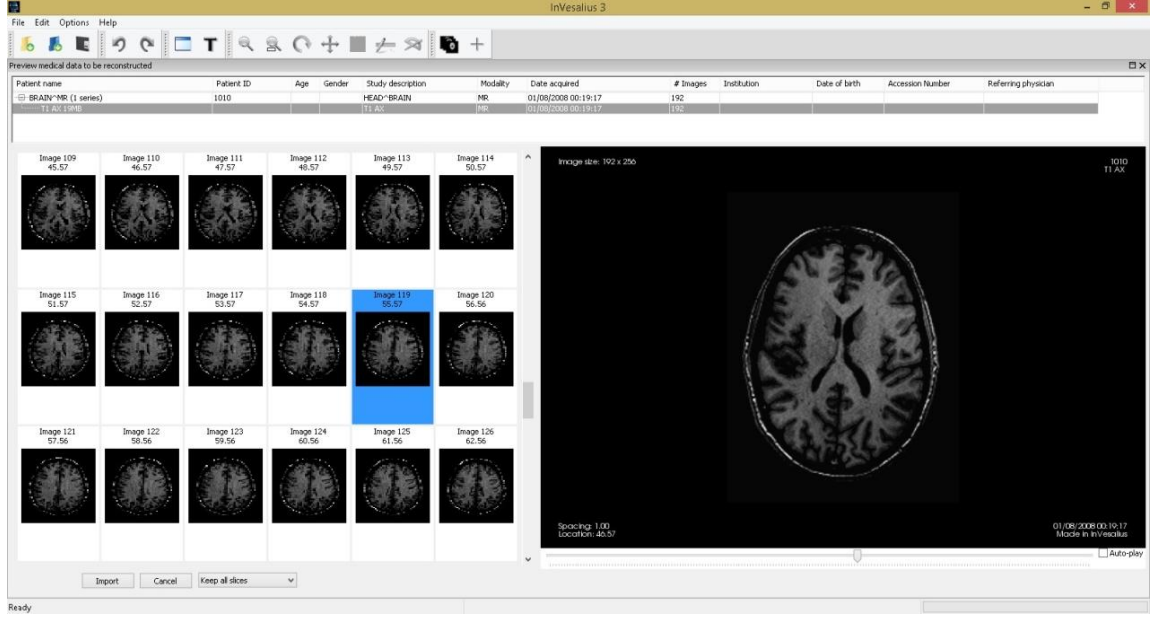 InVesalius 3
File Edit Options Help
Preview medical data to be reconstructed
Patient name Patient ID Age Gender Study description Modality Date acquired # Images Institution Date of birth Accession Number Referring physician
BRAIN^MR (1 series) 1010 HEAD^BRAIN MR 01/08/2008 00:19:17 192
T1 AX 19MB T1 AX MR 01/08/2008 00:19:17 192
Image 109 Image 110 Image 111 Image 112 Image 113 Image 114
45.57 46.57 47.57 48.57 49.57 50.57
Image 115 Image 116 Image 117 Image 118 Image 119 Image 120
51.57 52.57 53.57 54.57 55.57 56.56
Image 121 Image 122 Image 123 Image 124 Image 125 Image 126
57.56 58.56 59.56 60.56 61.56 62.56
Image size: 192 x 256
1010
T1 AX
Spacing: 1.00
Location: 46.57
01/08/2008 00:19:17
Made in InVesalius
Auto-play
Import Cancel Keep all slices
Ready